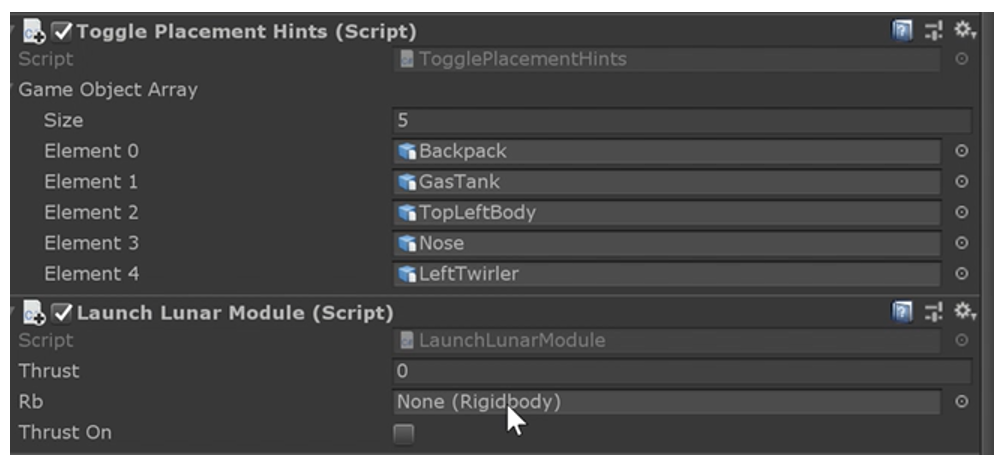 Toggle Placement Hints (Script)
Script TogglePlacementHints
Game Object Array
Size 5
Element 0 Backpack
Element 1 GasTank
Element 2 TopLeftBody
Element 3 Nose
Element 4 LeftTwirler
Launch Lunar Module (Script)
Script LaunchLunarModule
Thrust 0
Rb None (Rigidbody)
Thrust On